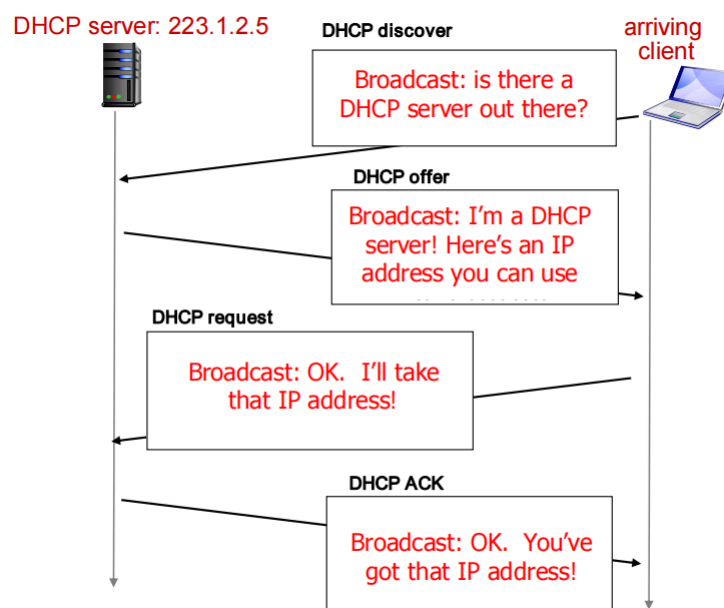 DHCP server: 223.1.2.5
DHCP discover
arriving
client
Broadcast: is there a
DHCP server out there?
DHCP offer
Broadcast: I'm a DHCP
server! Here's an IP
address you can use
DHCP request
Broadcast: OK. I'll take
that IP address!
DHCP ACK
Broadcast: OK. You've
got that IP address!